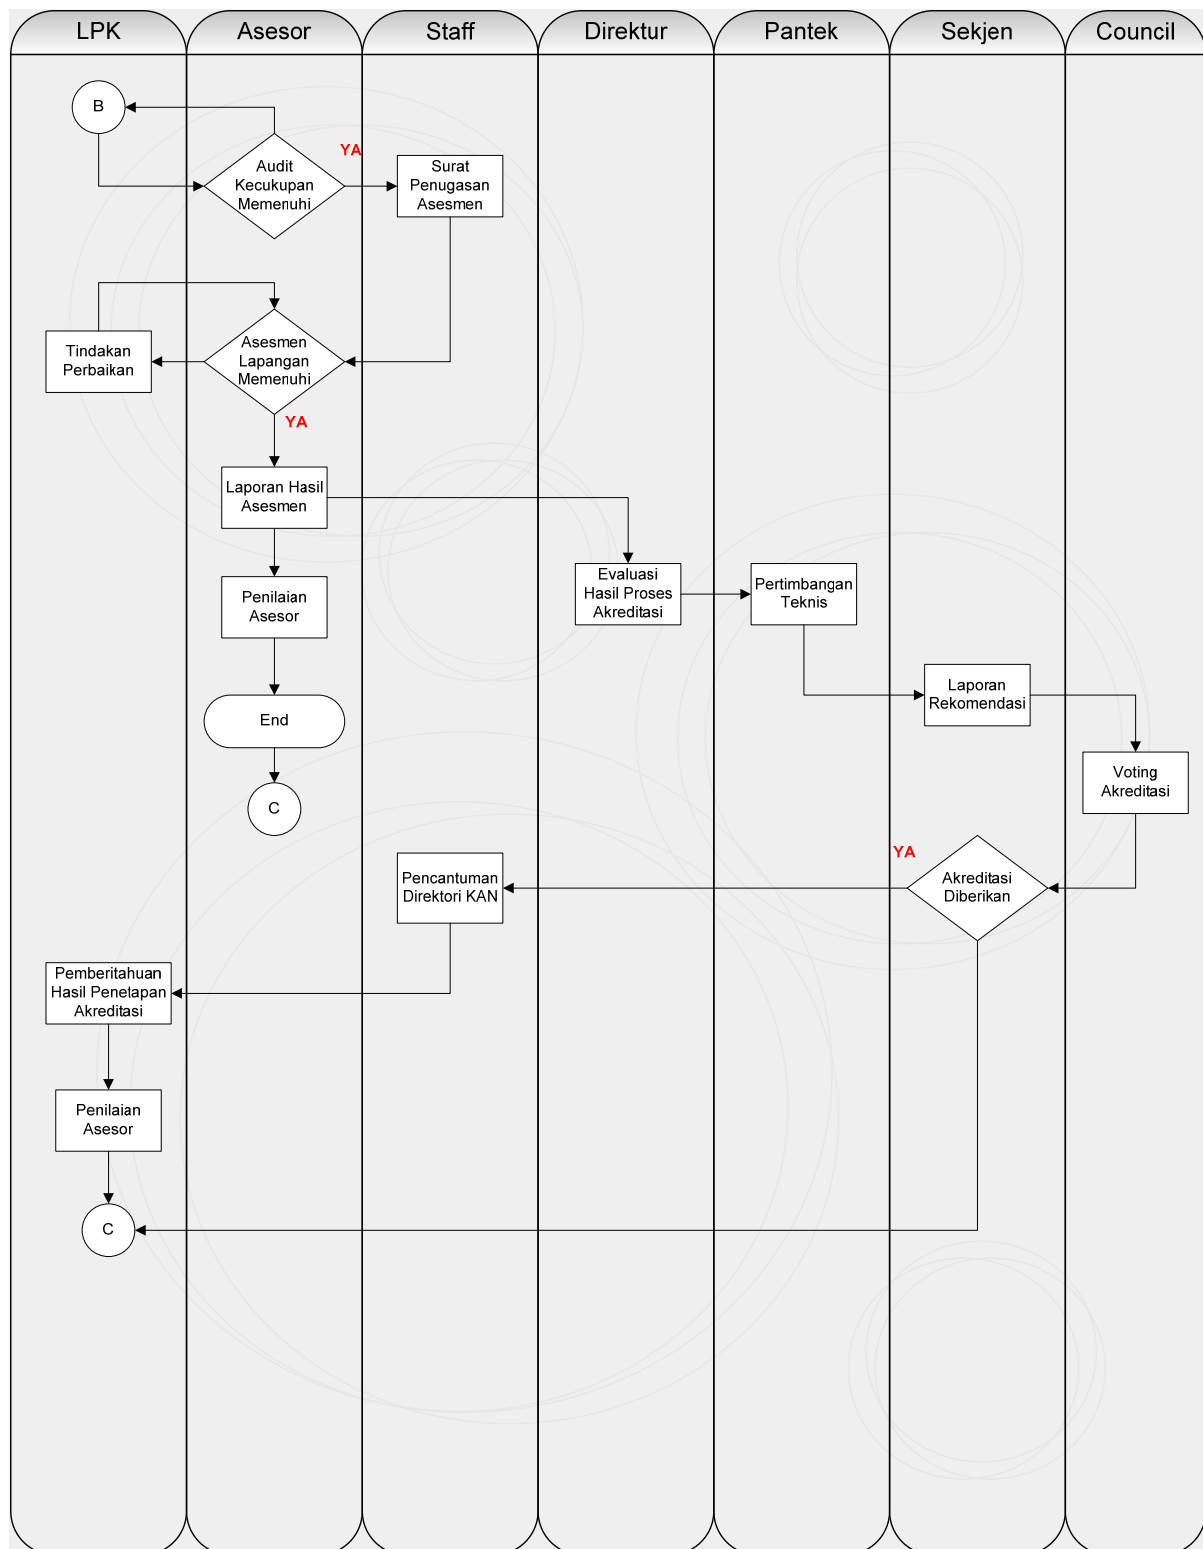 LPK
Asesor
Staff
Direktur
Pantek
Sekjen
Council
B
Audit
Kecukupan
Memenuhi
YA
Surat
Penugasan
Asesmen
Tindakan
Perbaikan
Asesmen
Lapangan
Memenuhi
YA
Laporan Hasil
Asesmen
Penilaian
Asesor
Evaluasi
Hasil Proses
Akreditasi
Pertimbangan
Teknis
Laporan
Rekomendasi
End
C
Voting
Akreditasi
YA
Akreditasi
Diberikan
Pencantuman
Direktori KAN
Pemberitahuan
Hasil Penetapan
Akreditasi
Penilaian
Asesor
C